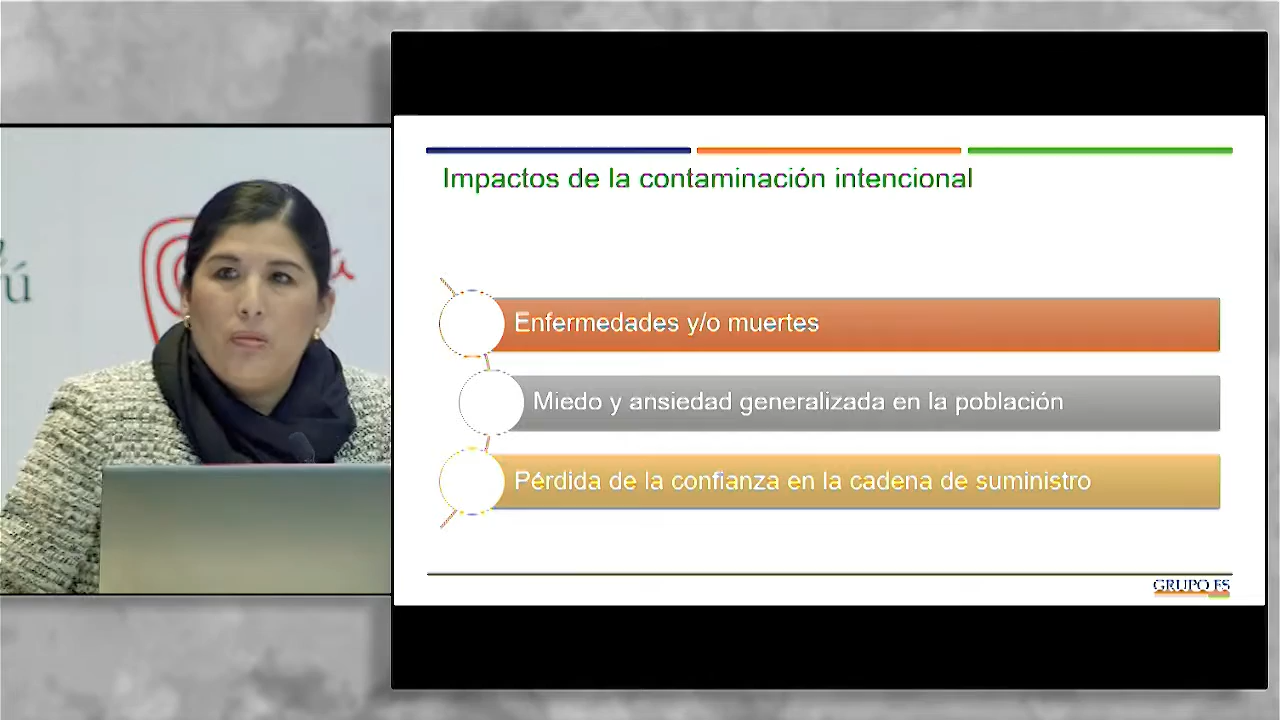 Impactos de la contaminación intencional
Enfermedades y/o muertes
Miedo y ansiedad generalizada en la población
Pérdida de la confianza en la cadena de suministro
GRUPO FS
ú
ú